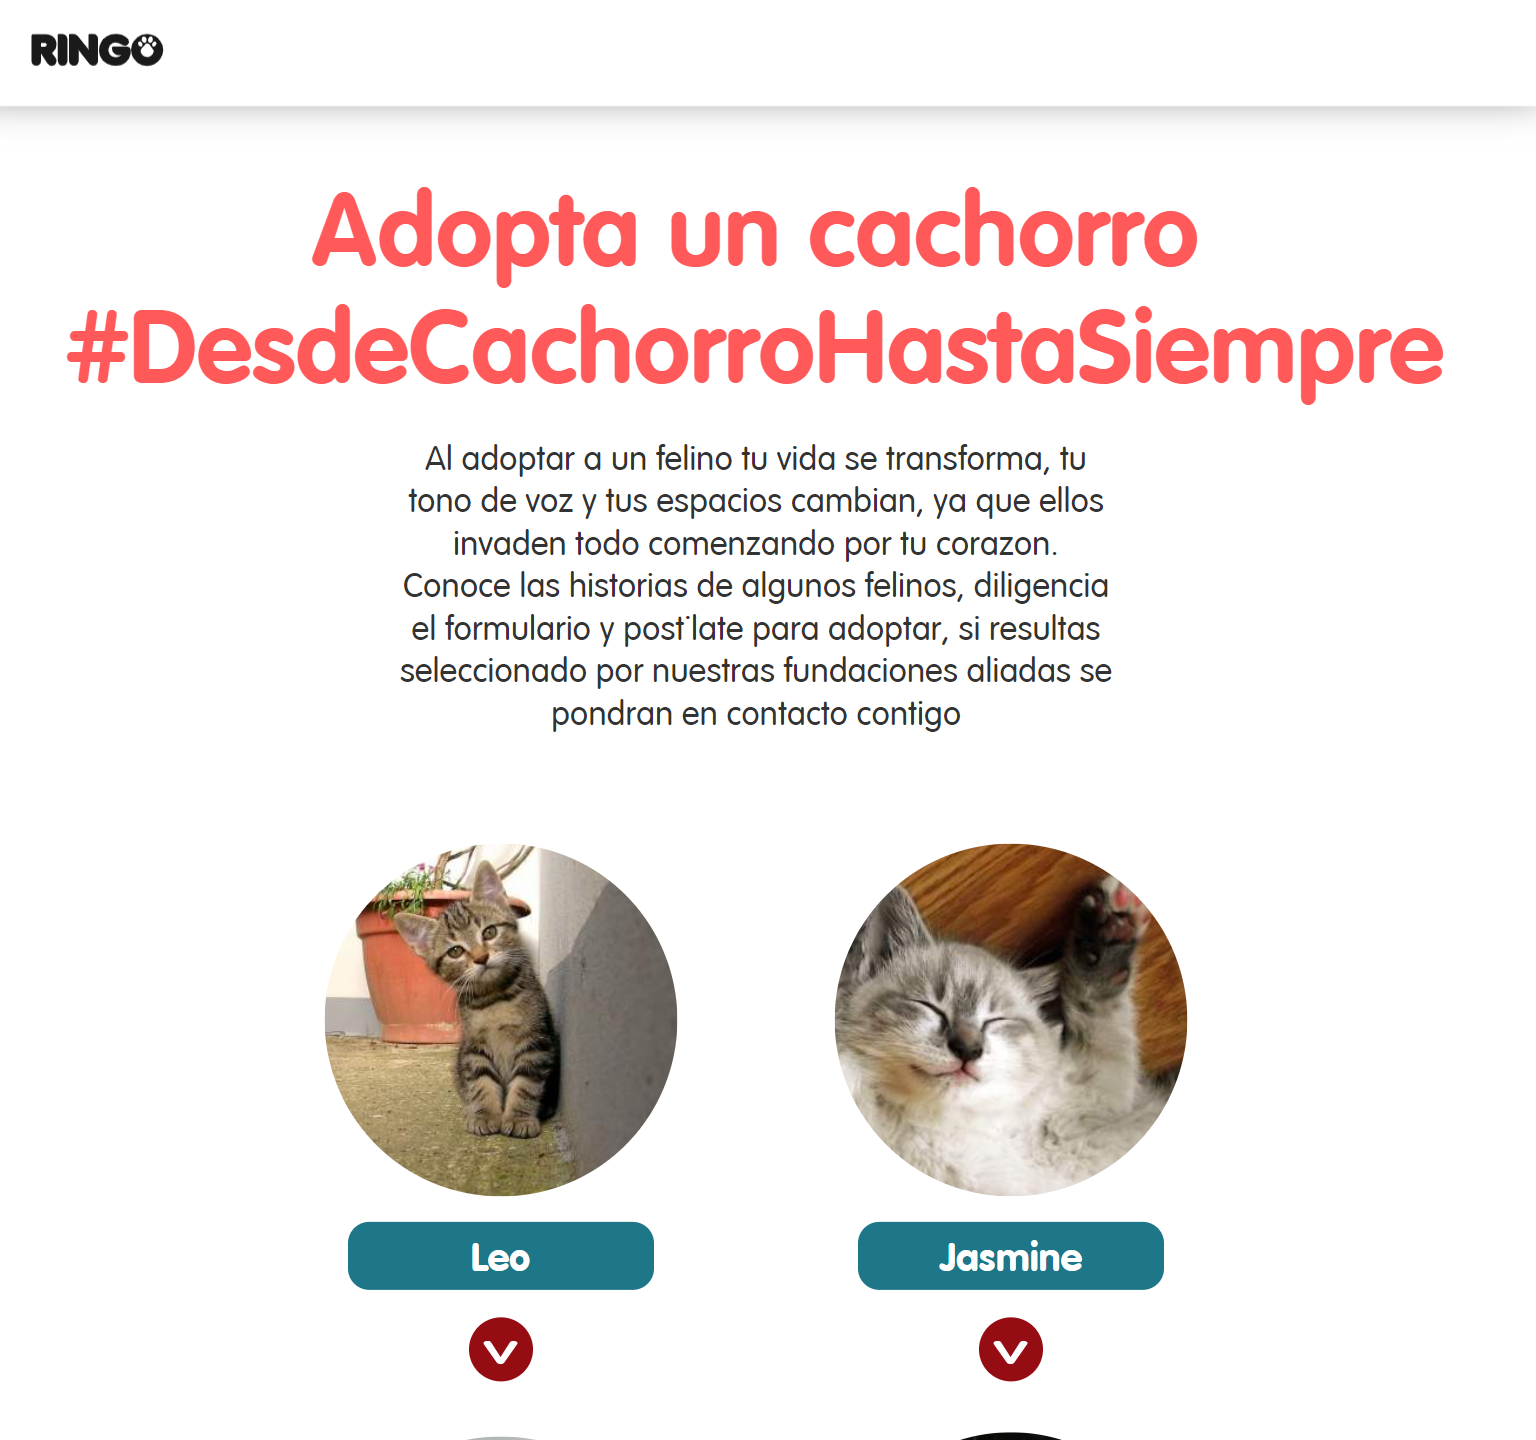 RINGO
Adopta un cachorro
#DesdeCachorroHastaSiempre
Al adoptar a un felino tu vida se transforma, tu
tono de voz y tus espacios cambian, ya que ellos
invaden todo comenzando por tu corazon.
Conoce las historias de algunos felinos, diligencia
el formulario y post˙late para adoptar, si resultas
seleccionado por nuestras fundaciones aliadas se
pondran en contacto contigo
Leo
Jasmine